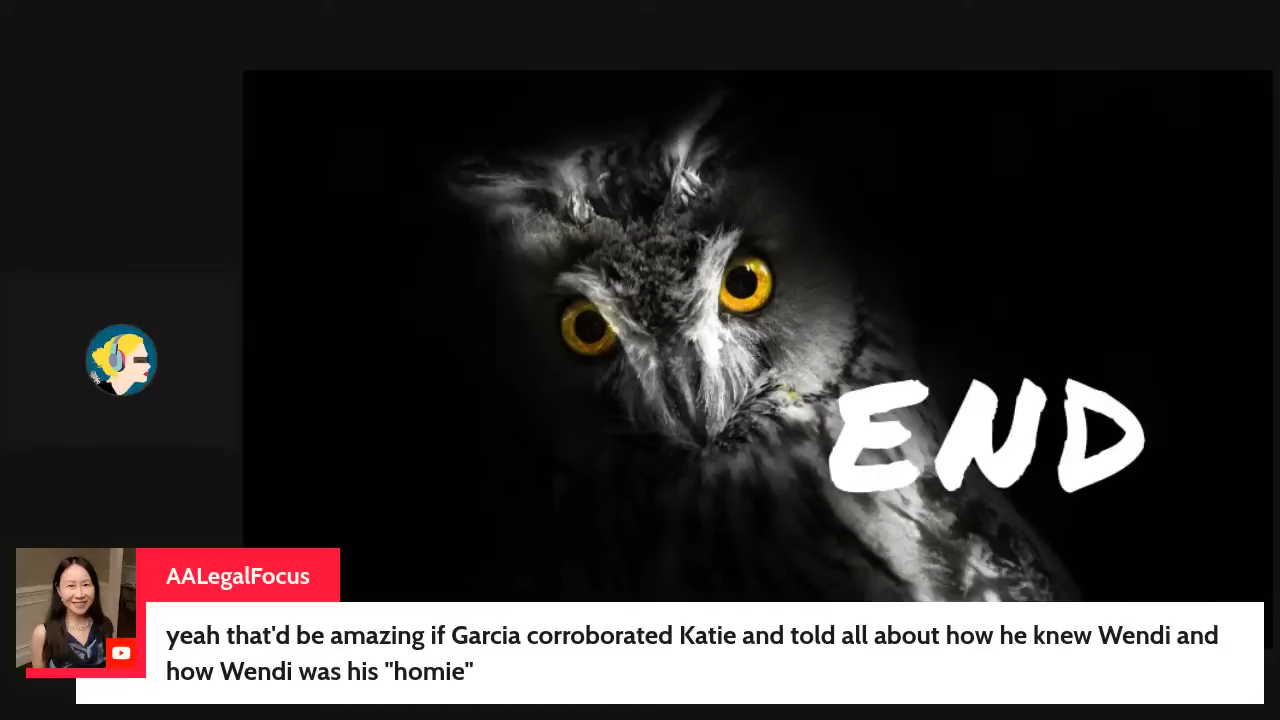 END
AALegalFocus
yeah that'd be amazing if Garcia corroborated Katie and told all about how he knew Wendi and
how Wendi was his "homie"